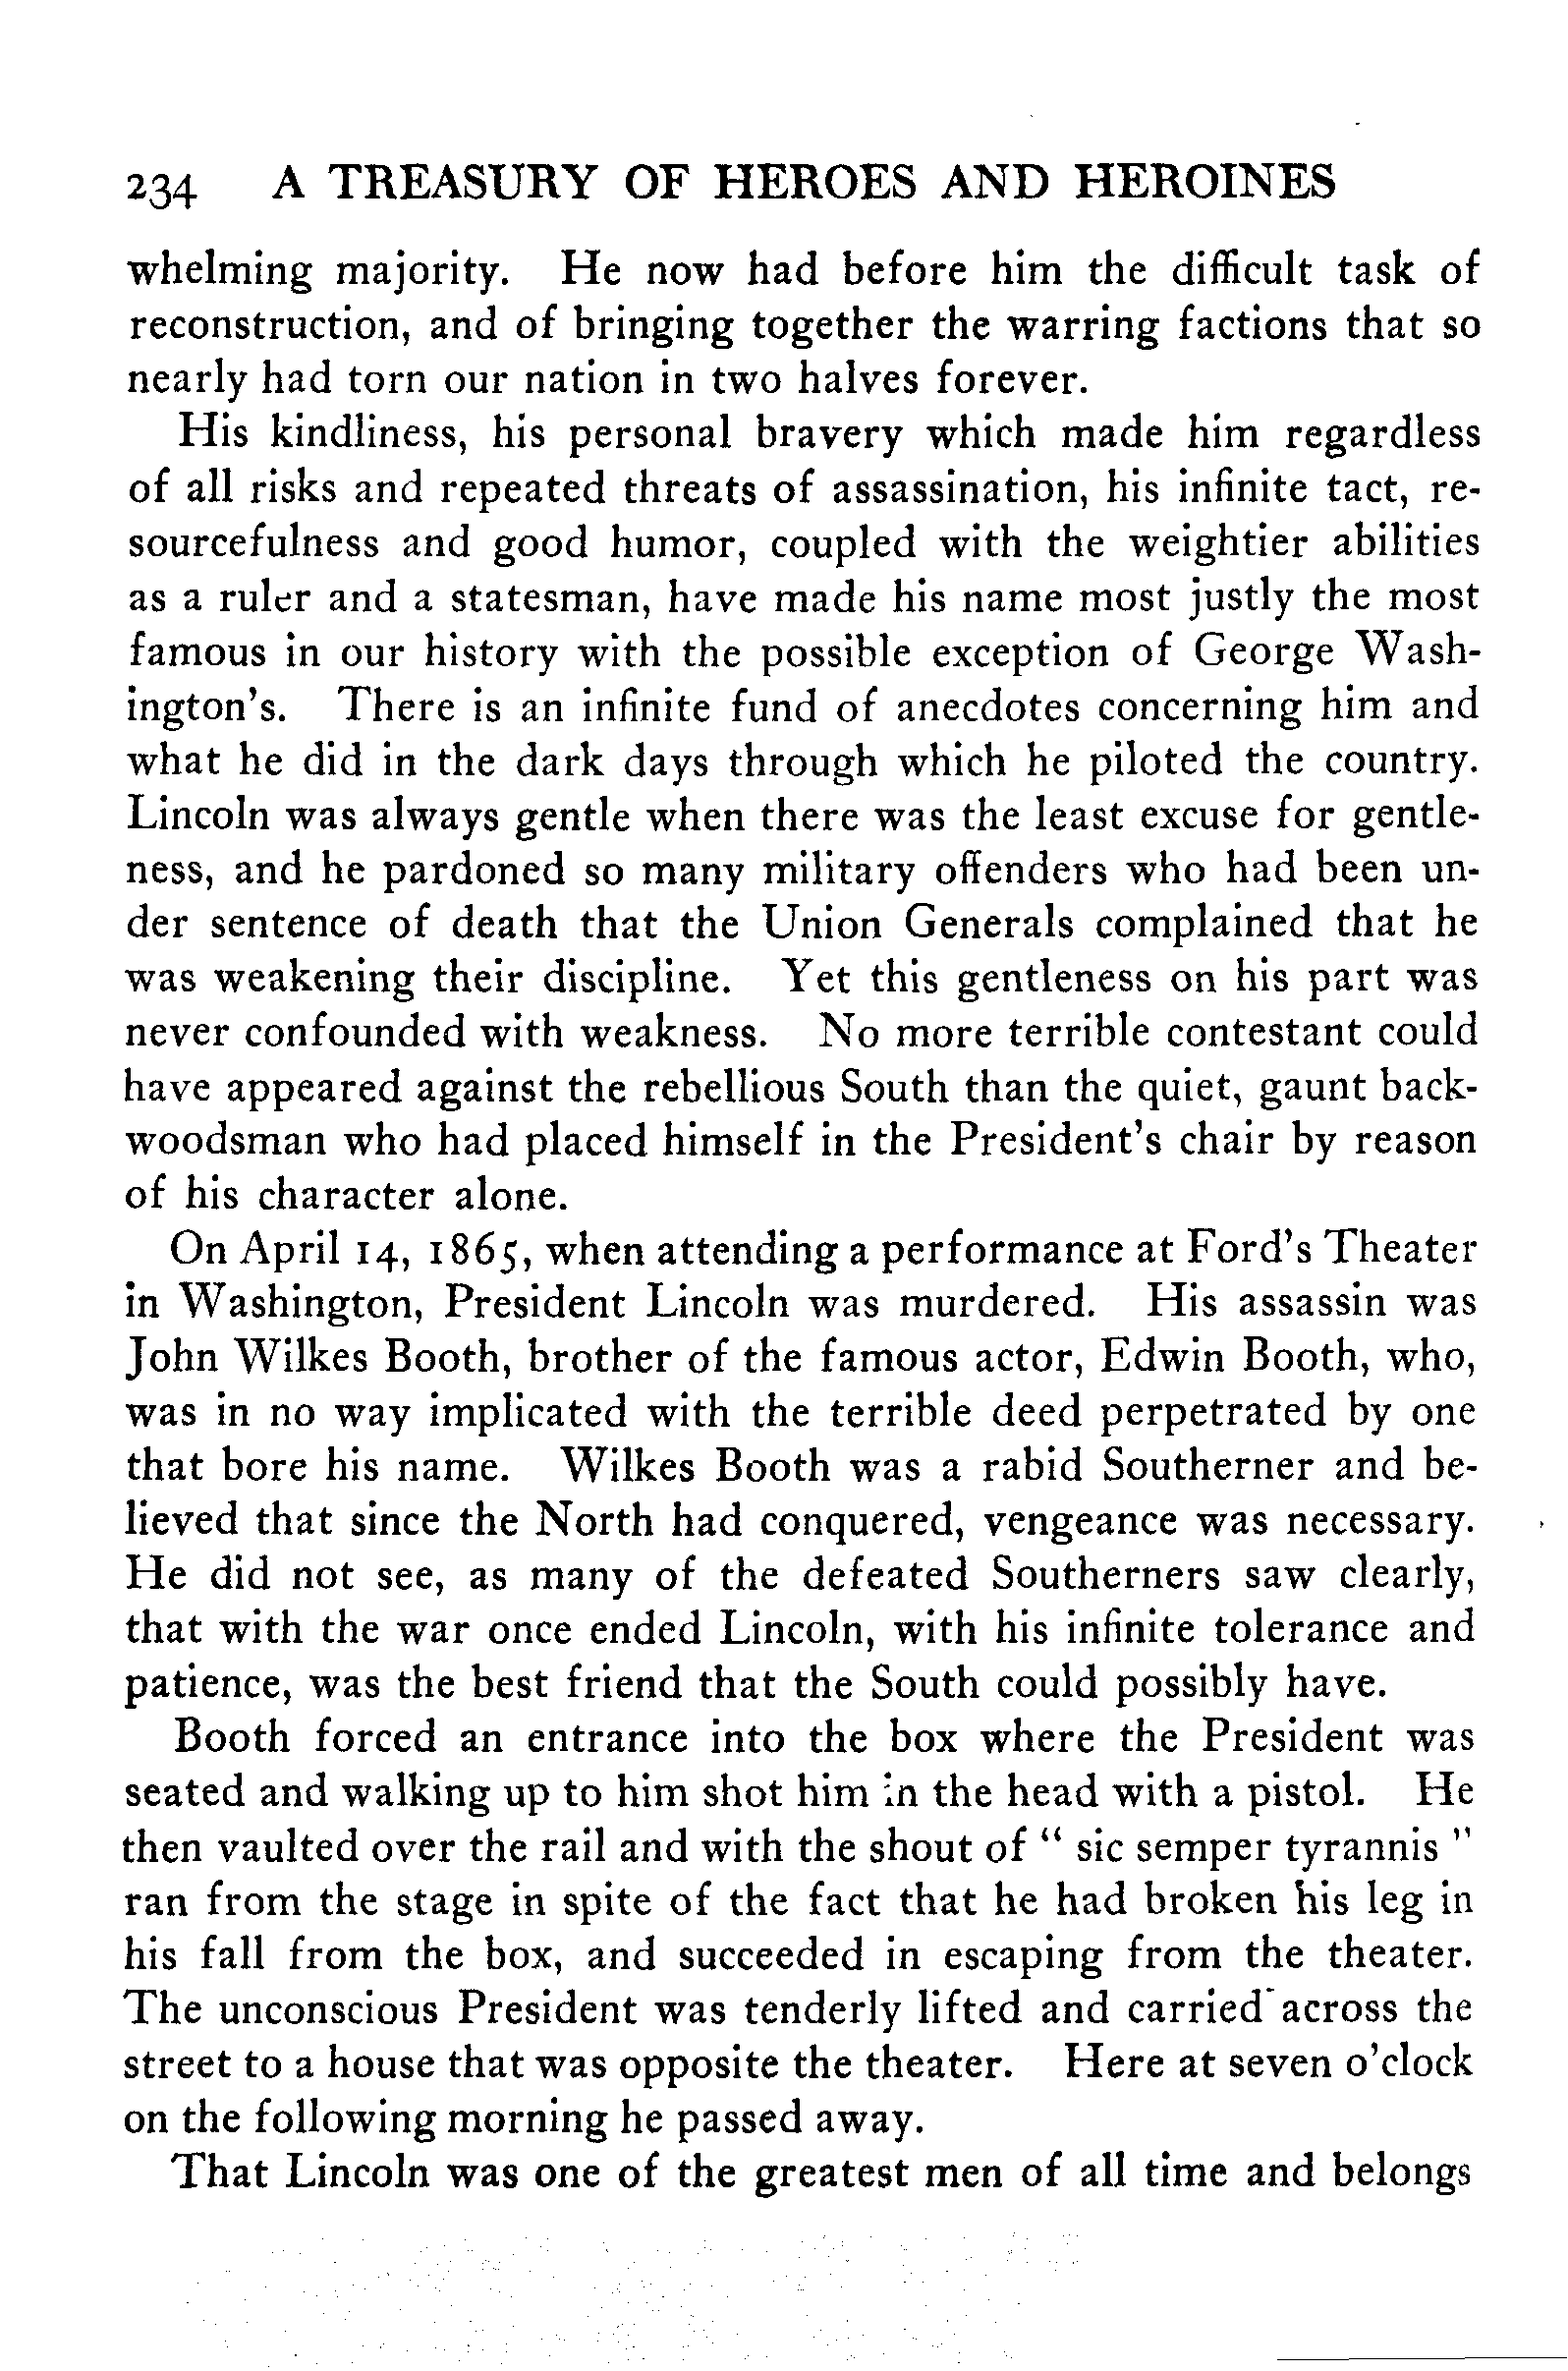 234 A TREASURY OF HEROES AND HEROINES
whelming majority. He now had before him the difficult task of
reconstruction, and of bringing together the warring factions that so
nearly had torn our nation in two halves forever.
His kindliness, his personal bravery which made him regardless
of all risks and repeated threats of assassination, his infinite tact, re-
sourcefulness and good humor, coupled with the weightier abilities
as a ruler and a statesman, have made his name most justly the most
famous in our history with the possible exception of George Wash-
ington's. There is an infinite fund of anecdotes concerning him and
what he did in the dark days through which he piloted the country.
Lincoln was always gentle when there was the least excuse for gentle-
ness, and he pardoned so many military offenders who had been un-
der sentence of death that the Union Generals complained that he
was weakening their discipline. Yet this gentleness on his part was
never confounded with weakness. No more terrible contestant could
have appeared against the rebellious South than the quiet, gaunt back-
woodsman who had placed himself in the President's chair by reason
of his character alone.
On April 14, 1865, when attending a performance at Ford's Theater
in Washington, President Lincoln was murdered. His assassin was
John Wilkes Booth, brother of the famous actor, Edwin Booth, who,
was in no way implicated with the terrible deed perpetrated by one
that bore his name. Wilkes Booth was a rabid Southerner and be-
lieved that since the North had conquered, vengeance was necessary.
He did not see, as many of the defeated Southerners saw clearly,
that with the war once ended Lincoln, with his infinite tolerance and
patience, was the best friend that the South could possibly have.
Booth forced an entrance into the box where the President was
seated and walking up to him shot him in the head with a pistol. He
then vaulted over the rail and with the shout of " sic semper tyrannis "
ran from the stage in spite of the fact that he had broken his leg in
his fall from the box, and succeeded in escaping from the theater.
The unconscious President was tenderly lifted and carried across the
street to a house that was opposite the theater. Here at seven o'clock
on the following morning he passed away.
That Lincoln was one of the greatest men of all time and belongs